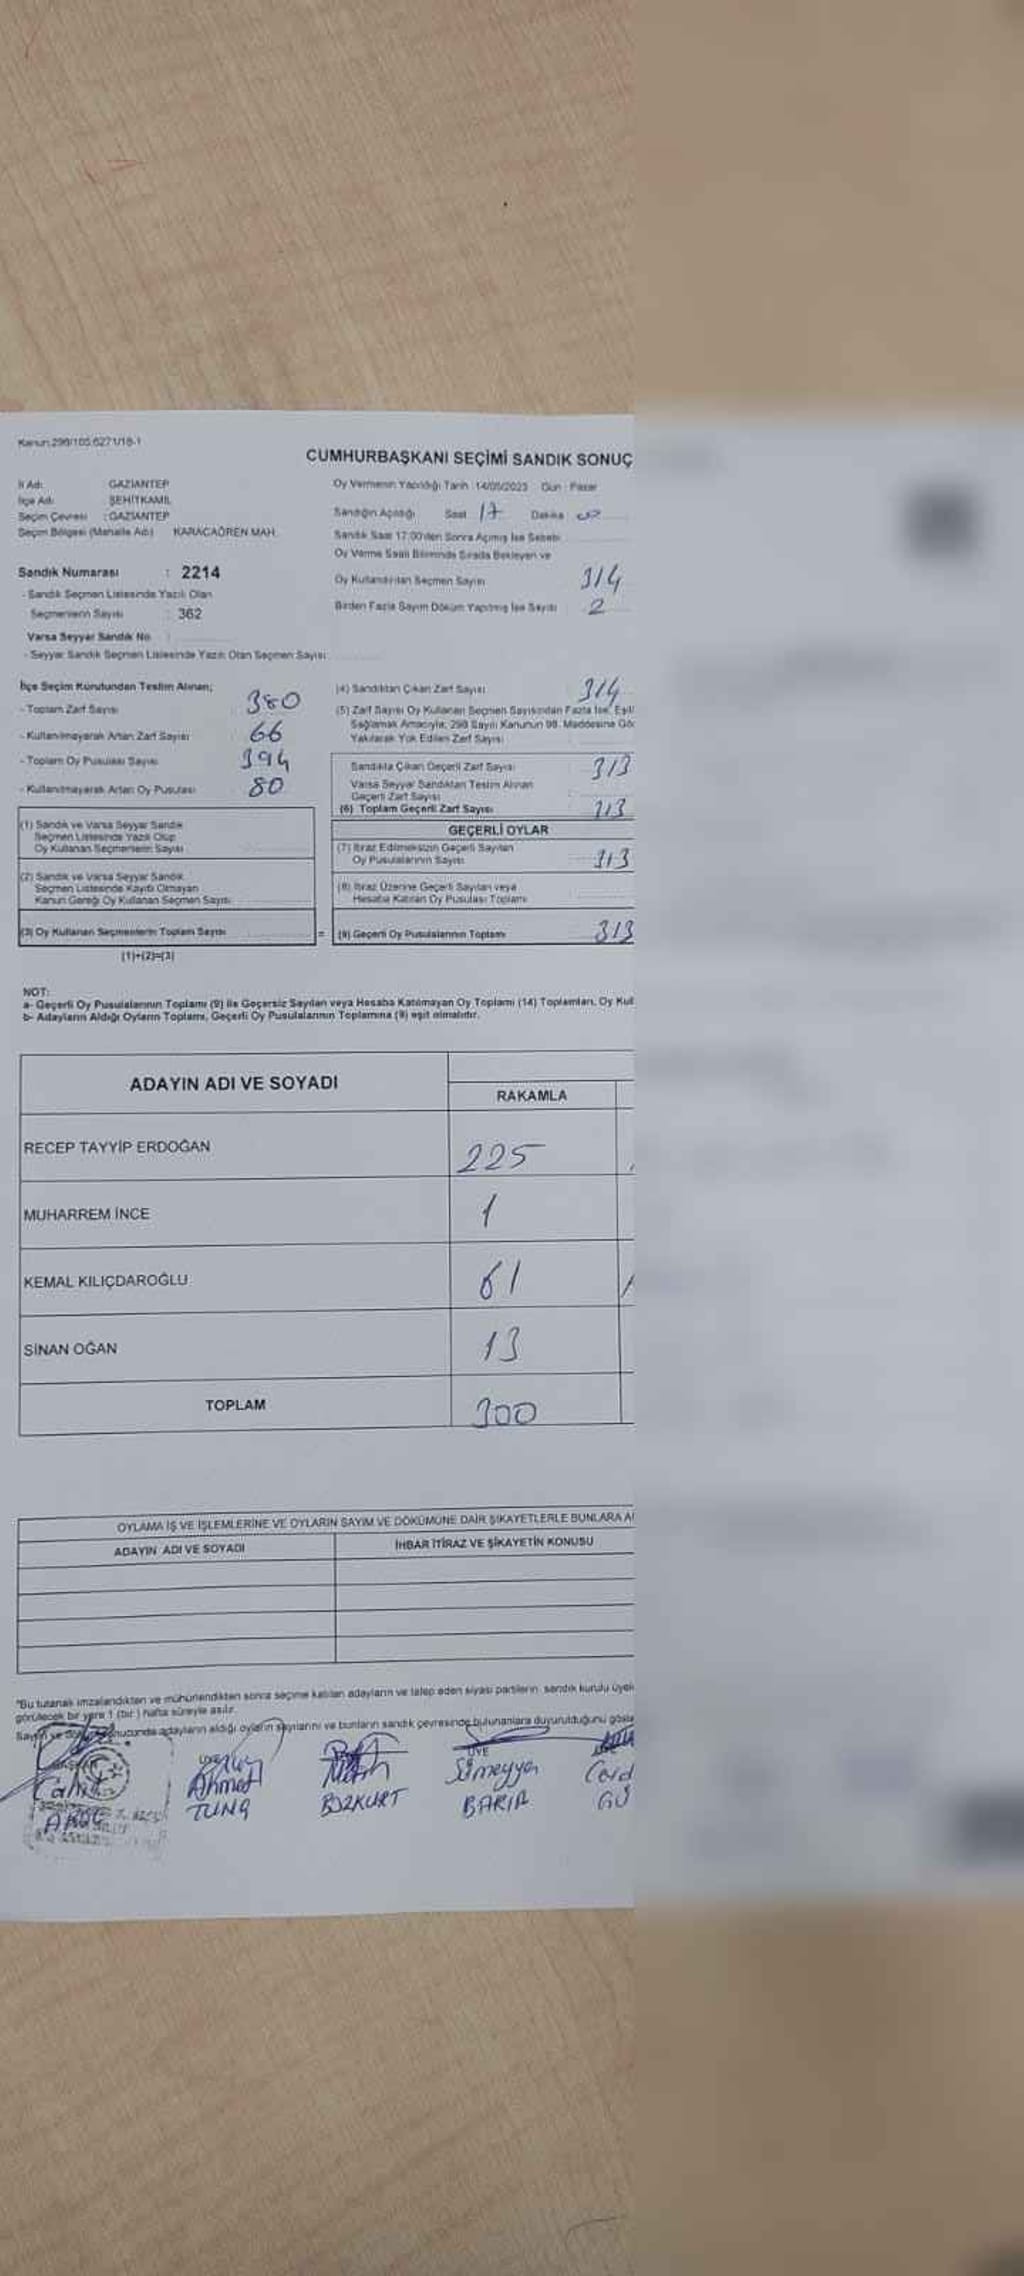 Kanun:298/105,6271/18-1
CUMHURBAŞKANI SEÇİMİ SANDIK SONUÇ
İl Adı: GAZİANTEP
İlçe Adı: ŞEHİTKAMİL
Seçim Çevresi : GAZİANTEP
Seçim Bölgesi (Mahalle Adı) KARACAÖREN MAH.
Oy Vermenin Yapıldığı Tarih :14/05/2023 Gün : Pazar
Sandığın Açıldığı Saat 17 Dakika
Sandık Saat 17:00'den Sonra Açılmış İse Sebebi
Oy Verme Saati Bitiminde Sırada Bekleyen ve
Oy Kullandırılan Seçmen Sayısı 314
Birden Fazla Sayım Döküm Yapılmış İse Sayısı 2
Sandık Numarası : 2214
- Sandık Seçmen Listesinde Yazılı Olan
Seçmenlerin Sayısı : 362
Varsa Seyyar Sandık No :
- Seyyar Sandık Seçmen Listesinde Yazılı Olan Seçmen Sayısı
İlçe Seçim Kurulundan Teslim Alınan;
- Toplam Zarf Sayısı 380
- Kullanılmayarak Artan Zarf Sayısı 66
- Toplam Oy Pusulası Sayısı 394
- Kullanılmayarak Artan Oy Pusulası 80
(4) Sandıktan Çıkan Zarf Sayısı 314
(5) Zarf Sayısı Oy Kullanan Seçmen Sayısından Fazla İse, Eşit
Sağlamak Amacıyla, 298 Sayılı Kanunun 98. Maddesine Gö
Yakılarak Yok Edilen Zarf Sayısı
Sandıkta Çıkan Geçerli Zarf Sayısı 313
Varsa Seyyar Sandıktan Teslim Alınan
Geçerli Zarf Sayısı
(6) Toplam Geçerli Zarf Sayısı 313
GEÇERLİ OYLAR
(7) İtiraz Edilmeksizin Geçerli Sayılan
Oy Pusulalarının Sayısı 313
(8) İtiraz Üzerine Geçerli Sayılan veya
Hesaba Katılan Oy Pusulası Toplamı
(9) Geçerli Oy Pusulalarının Toplamı 313
(1) Sandık ve Varsa Seyyar Sandık
Seçmen Listesinde Yazılı Olup
Oy Kullanan Seçmenlerin Sayısı
(2) Sandık ve Varsa Seyyar Sandık
Seçmen Listesinde Kayıtlı Olmayan
Kanun Gereği Oy Kullanan Seçmen Sayısı
(3) Oy Kullanan Seçmenlerin Toplam Sayısı =
(1)+(2)=(3)
NOT:
a- Geçerli Oy Pusulalarının Toplamı (9) ile Geçersiz Sayılan veya Hesaba Katılmayan Oy Toplamı (14) Toplamları, Oy Kul
b- Adayların Aldığı Oyların Toplamı, Geçerli Oy Pusulalarının Toplamına (9) eşit olmalıdır.
ADAYIN ADI VE SOYADI
RAKAMLA
RECEP TAYYİP ERDOĞAN 225
MUHARREM İNCE 1
KEMAL KILIÇDAROĞLU 61
SİNAN OĞAN 13
TOPLAM 300
OYLAMA İŞ VE İŞLEMLERİNE VE OYLARIN SAYIM VE DÖKÜMÜNE DAİR ŞİKAYETLERLE BUNLARA
ADAYIN ADI VE SOYADI
İHBAR İTİRAZ VE ŞİKAYETİN KONUSU
"Bu tutanak imzalandıktan ve mühürlendikten sonra seçime katılan adayların ve talep eden siyasi partilerin sandık kurulu üyel
görülecek bir yere 1 (bir ) hafta süreyle asılır.
sonucunda adayların aldığı oyların sayılarını ve bunların sandık çevresinde bulunanlara duyurulduğunu göste
ÜYE
Cahit Ahmet Sümeyye
TUNÇ BOZKURT